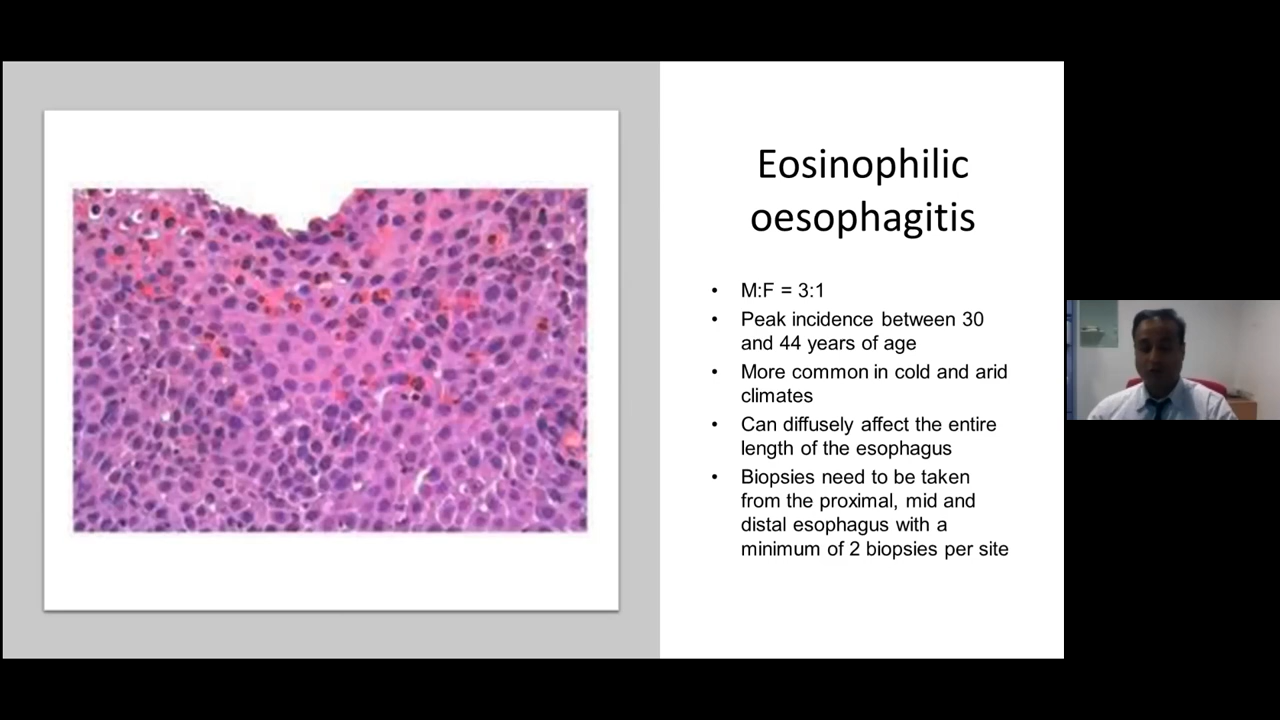 Eosinophilic
oesophagitis
• M:F = 3:1
• Peak incidence between 30
and 44 years of age
• More common in cold and arid
climates
• Can diffusely affect the entire
length of the esophagus
• Biopsies need to be taken
from the proximal, mid and
distal esophagus with a
minimum of 2 biopsies per site